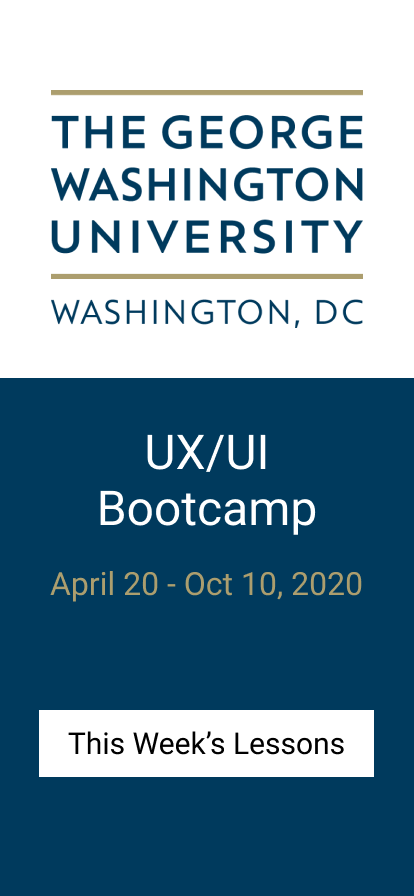 THE GEORGE
WASHINGTON
UNIVERSITY
WASHINGTON, DC
UX/UI
Bootcamp
April 20 - Oct 10, 2020
This Week’s Lessons